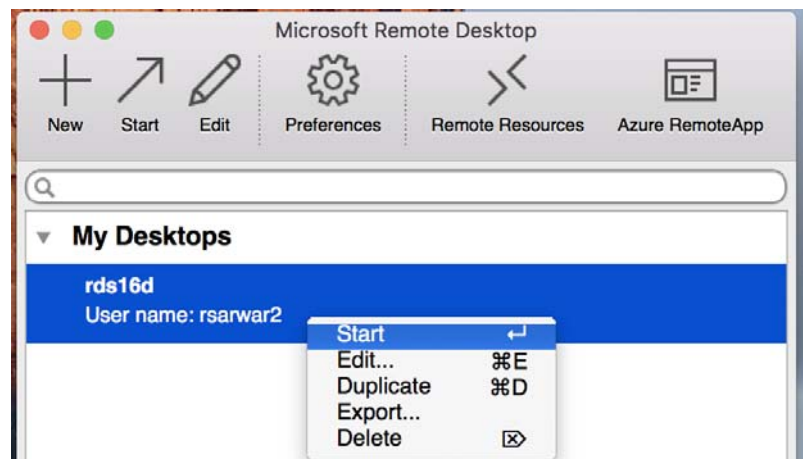 Microsoft Remote Desktop
New Start Edit Preferences Remote Resources Azure RemoteApp
My Desktops
rds16d
User name: rsarwar2
Start ↵
Edit... ⌘E
Duplicate ⌘D
Export...
Delete ⌦